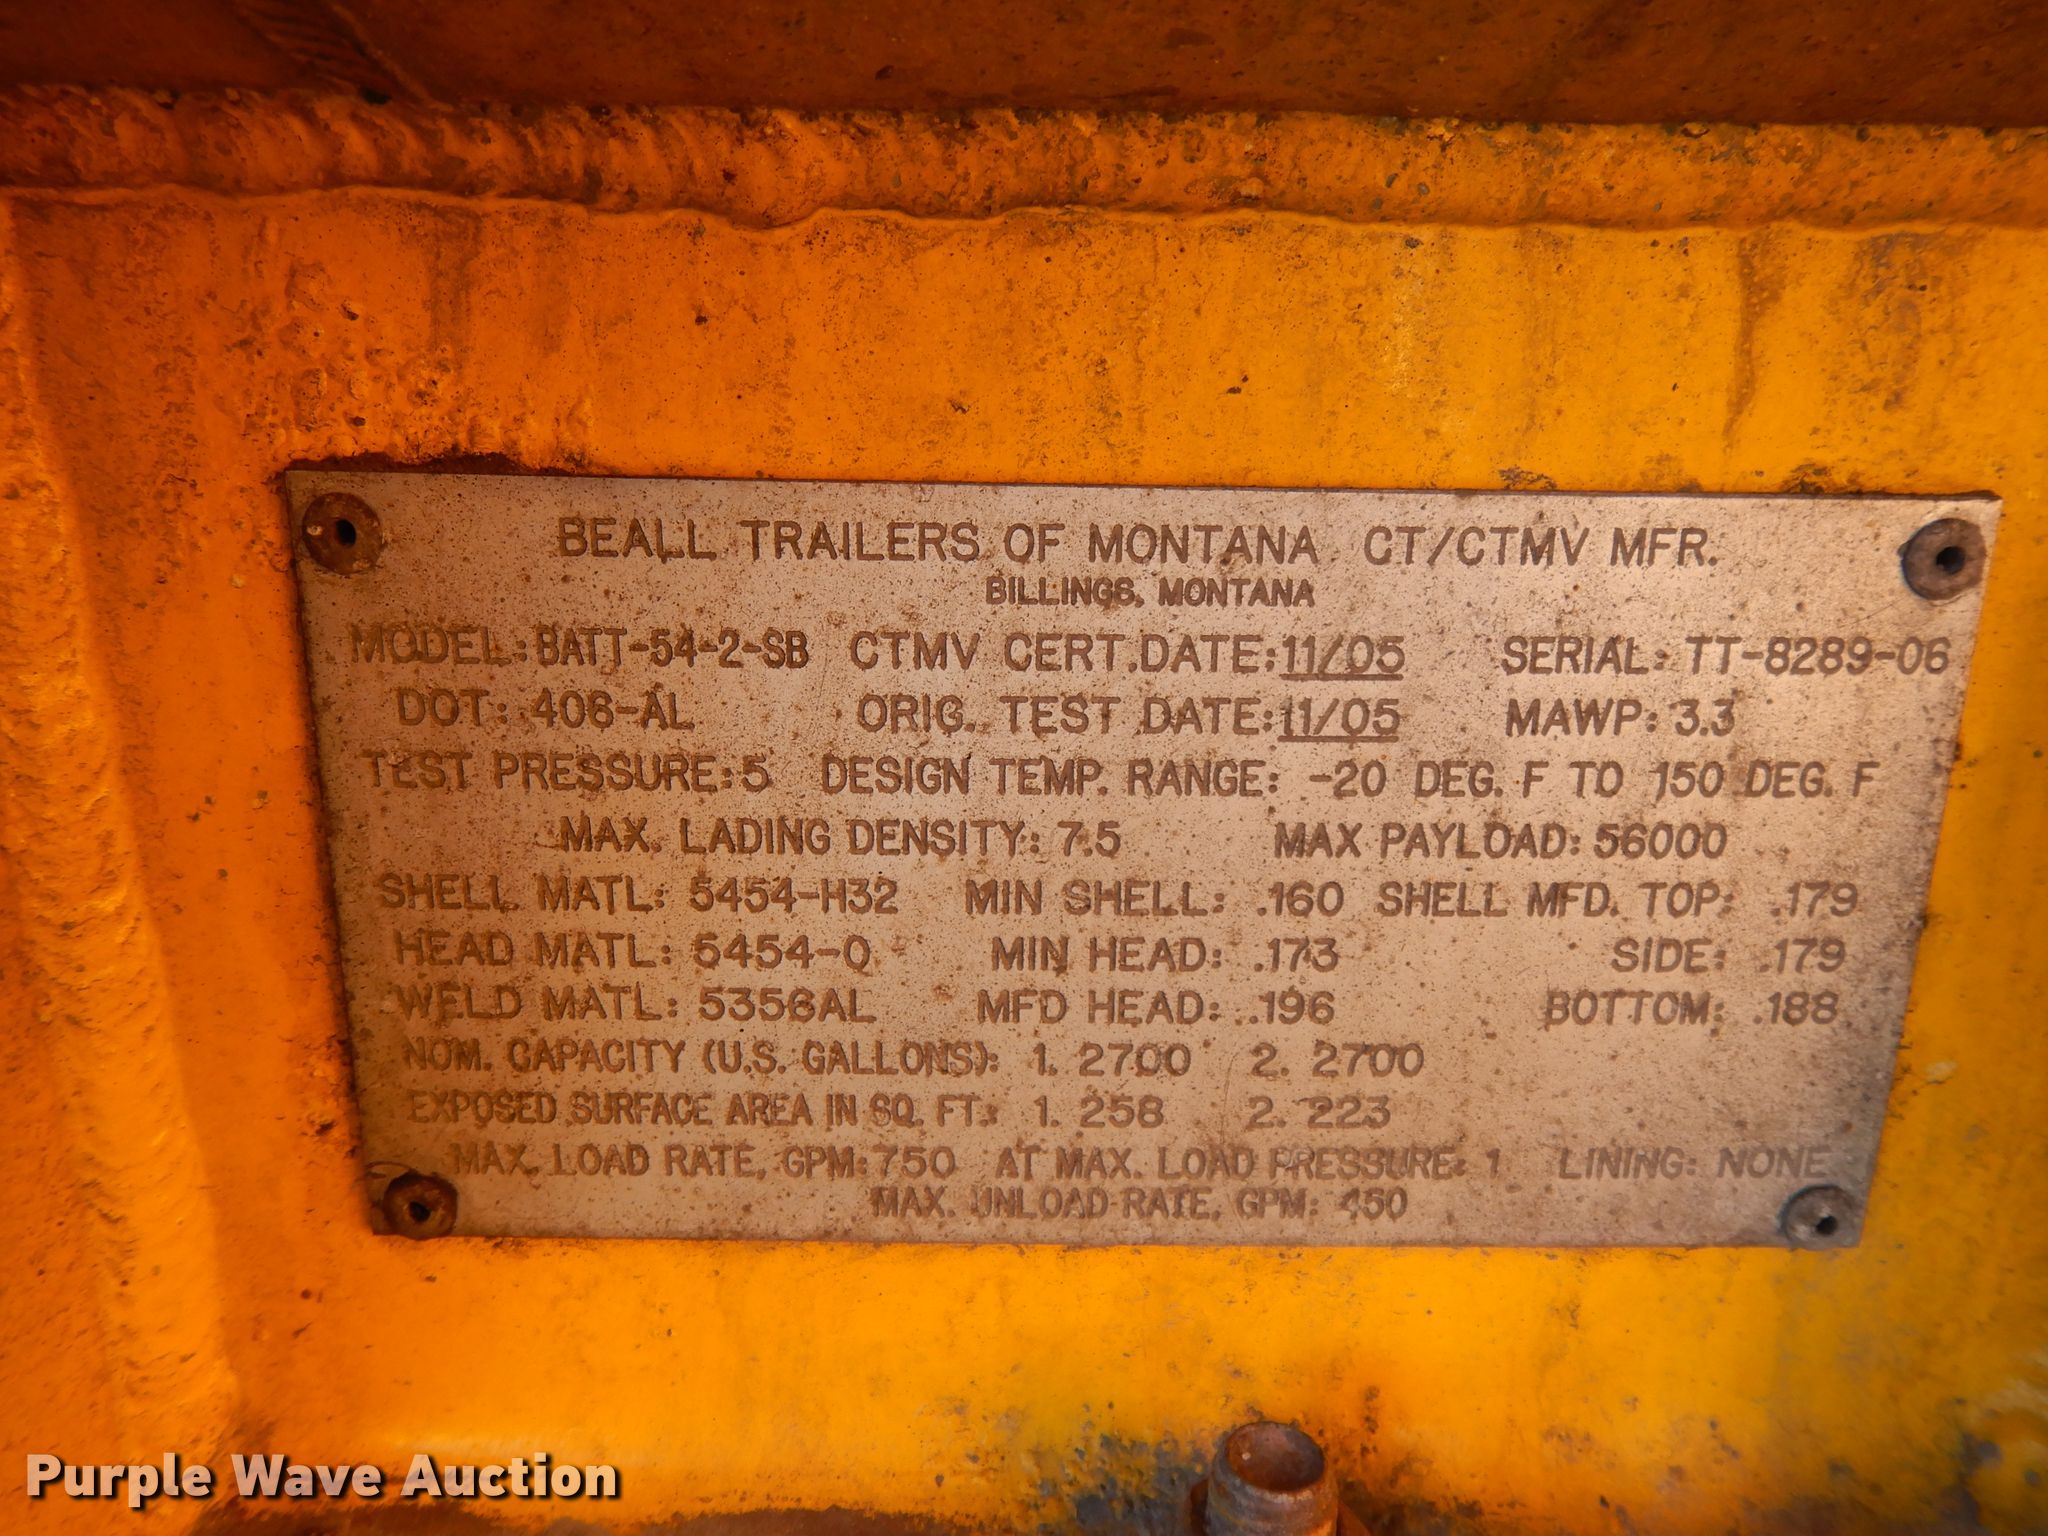 BEALL TRAILERS OF MONTANA CT/CTMV MFR.
BILLINGS, MONTANA
MODEL: BATT-54-2-SB CTMV CERT.DATE: 11/05 SERIAL: TT-8289-06
DOT: 406-AL ORIG. TEST DATE: 11/05 MAWP: 3.3
TEST PRESSURE: 5 DESIGN TEMP. RANGE: -20 DEG. F TO 150 DEG. F
MAX. LADING DENSITY: 7.5 MAX PAYLOAD: 56000
SHELL MATL: 5454-H32 MIN SHELL: .160 SHELL MFD. TOP: .179
HEAD MATL: 5454-O MIN HEAD: .173 SIDE: .179
WELD MATL: 5356AL MFD HEAD: .196 BOTTOM: .188
NOM. CAPACITY (U.S. GALLONS): 1. 2700 2. 2700
EXPOSED SURFACE AREA IN SQ. FT.: 1. 258 2. 223
MAX. LOAD RATE, GPM: 750 AT MAX. LOAD PRESSURE: 1 LINING: NONE
MAX. UNLOAD RATE, GPM: 450
Purple Wave Auction